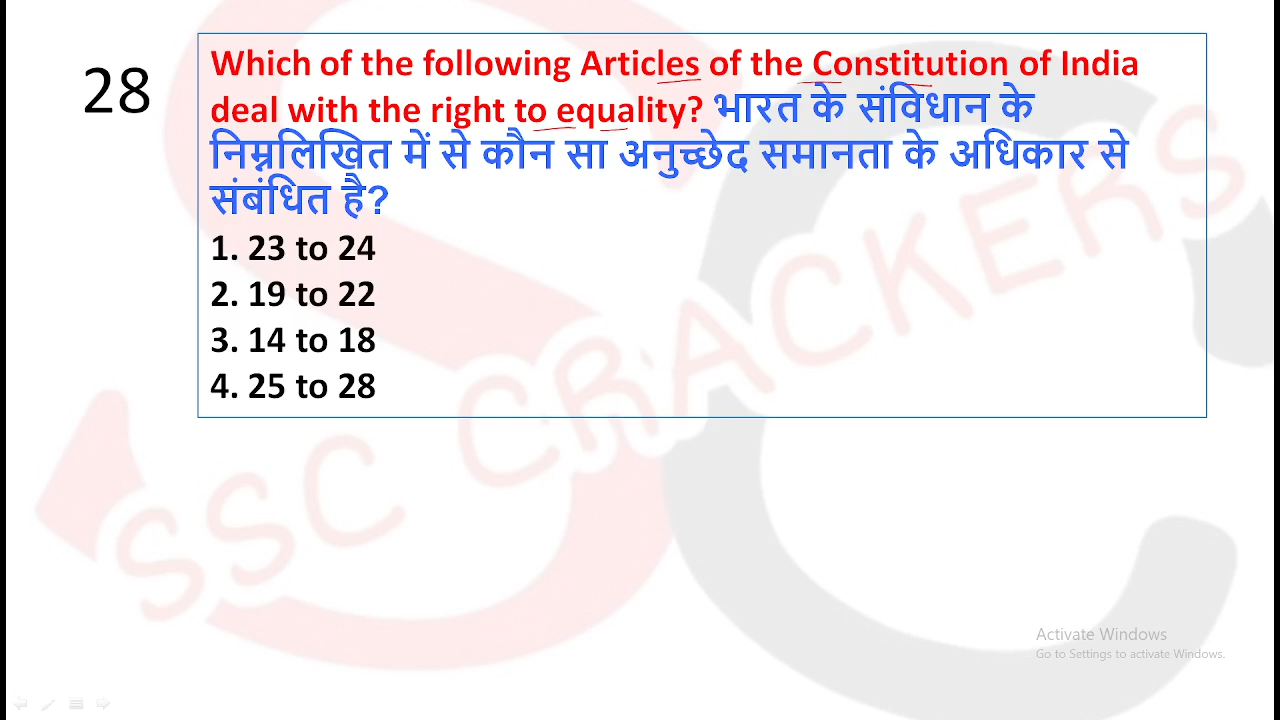 28
Which of the following Articles of the Constitution of India
deal with the right to equality? भारत के संविधान के
निम्नलिखित में से कौन सा अनुच्छेद समानता के अधिकार से
संबंधित है?
1. 23 to 24
2. 19 to 22
3. 14 to 18
4. 25 to 28
SSC CRACKERS
Activate Windows
Go to Settings to activate Windows.